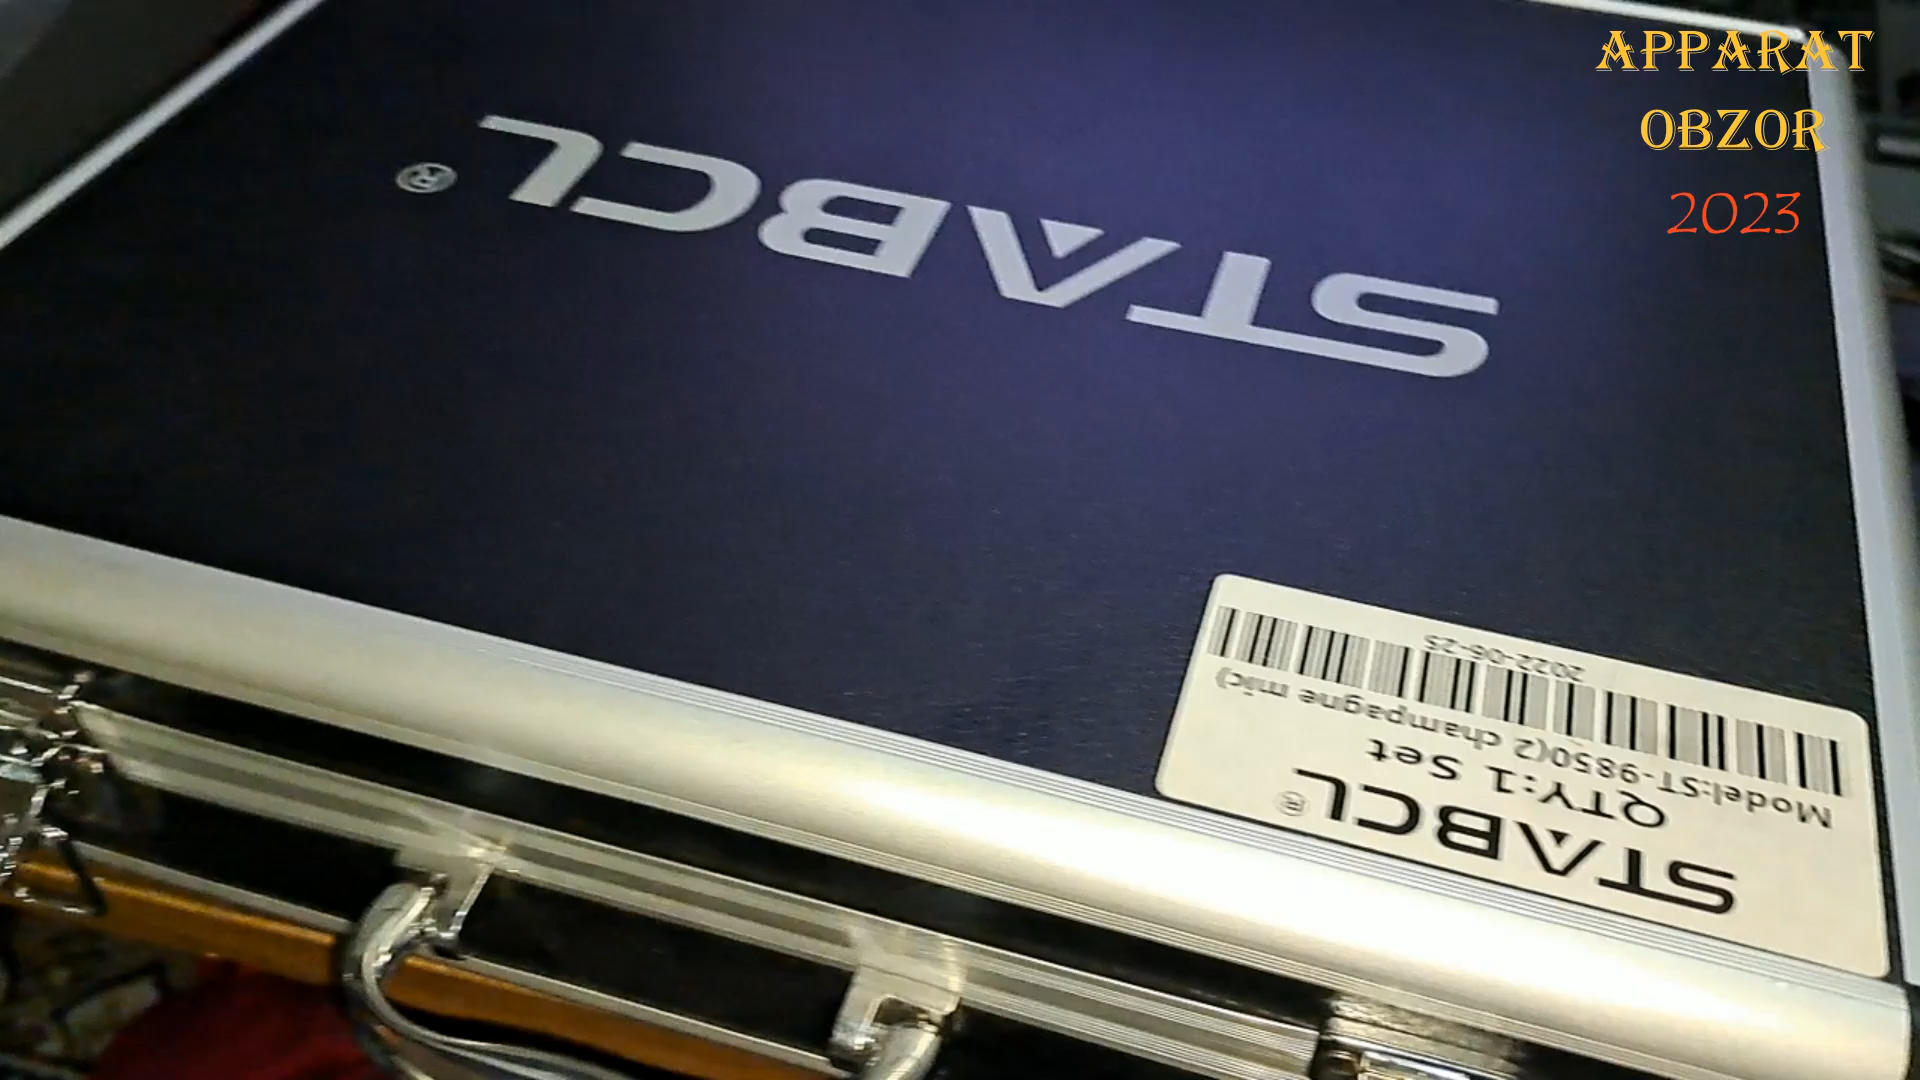 APPARAT
OBZOR
2023
STABCL®
STABCL®
QTY:1 Set
Model:ST-9850(2 champagne mic)
2022-06-25